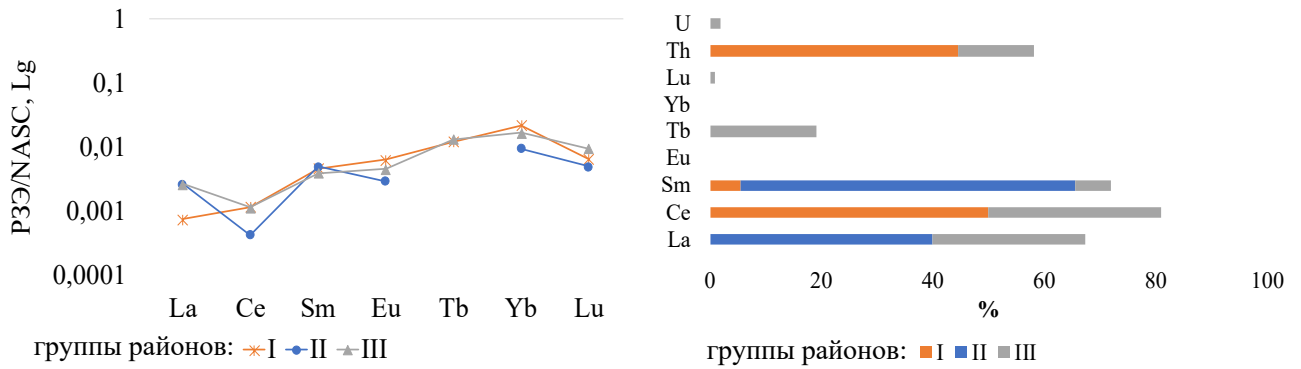 РЗЭ/NASC, Lg
1
0,1
0,01
0,001
0,0001
La Ce Sm Eu Tb Yb Lu
группы районов: I II III
U
Th
Lu
Yb
Tb
Eu
Sm
Ce
La
0 20 40 60 80 100
%
группы районов: I II III